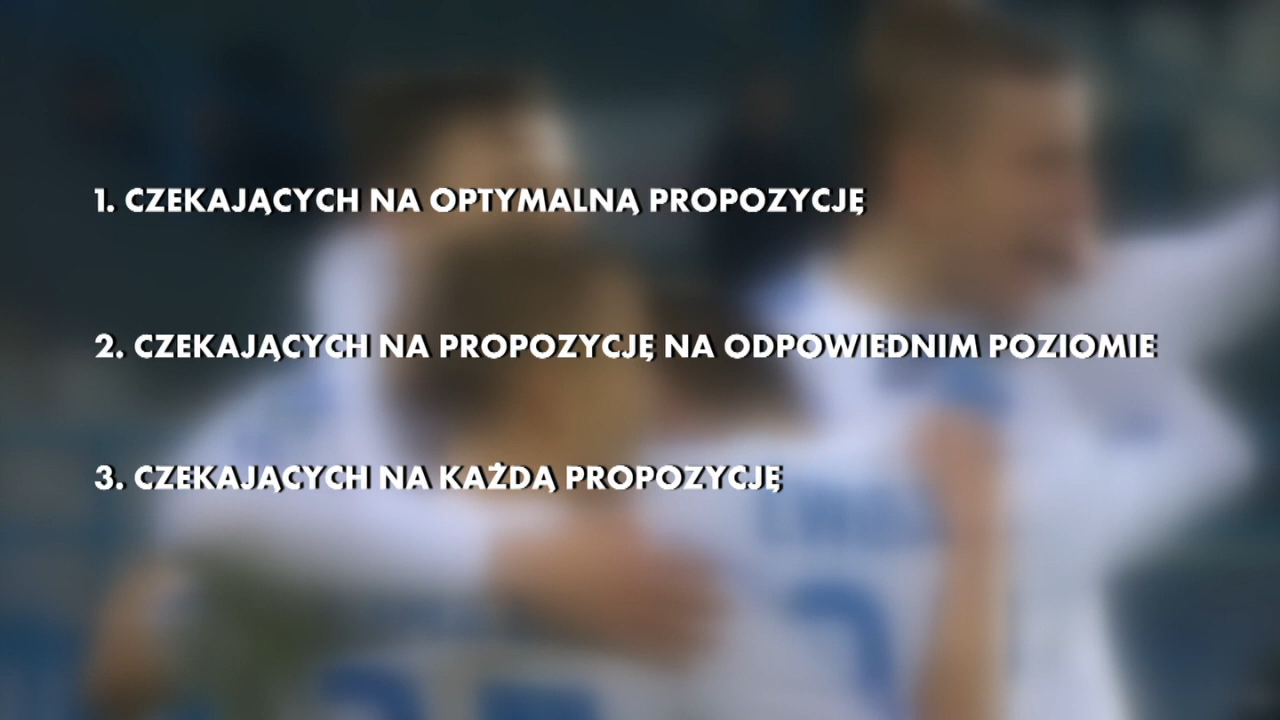 1. CZEKAJĄCYCH NA OPTYMALNĄ PROPOZYCJĘ
2. CZEKAJĄCYCH NA PROPOZYCJĘ NA ODPOWIEDNIM POZIOMIE
3. CZEKAJĄCYCH NA KAŻDĄ PROPOZYCJĘ